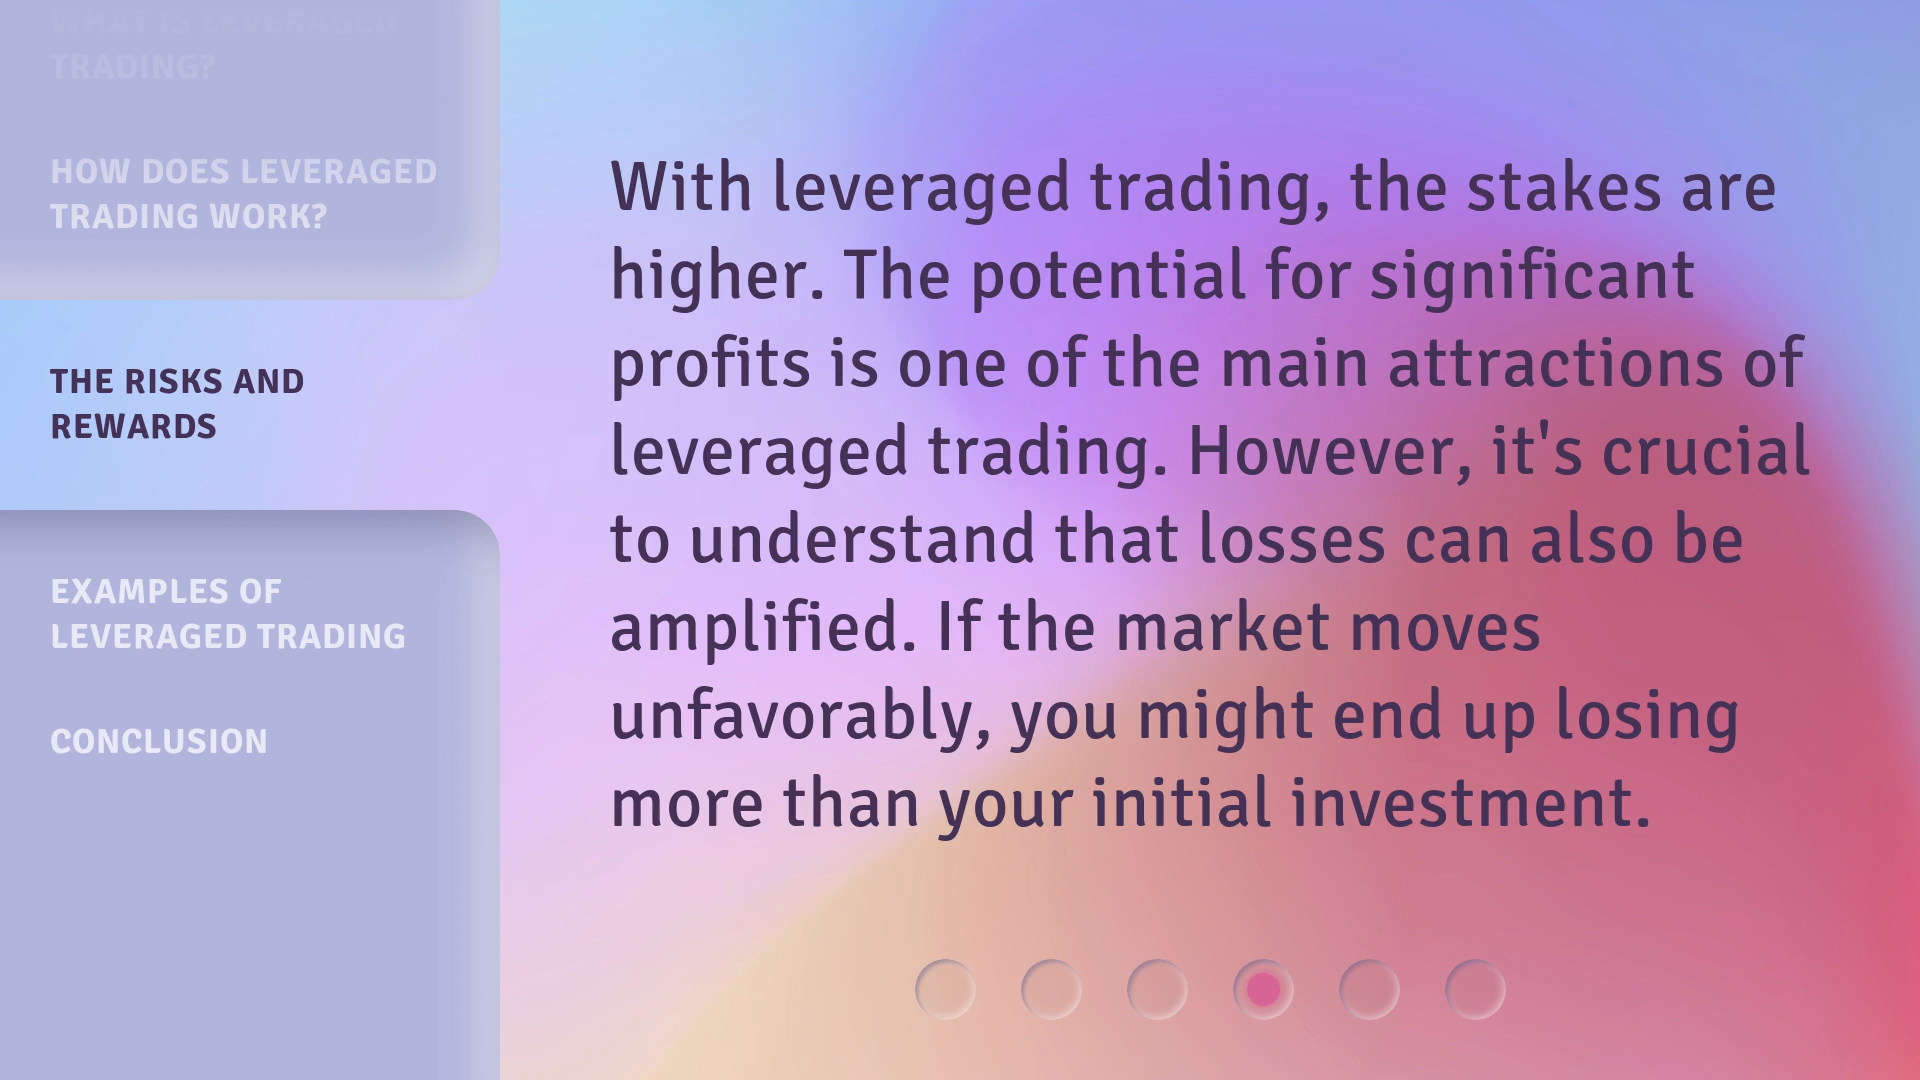 WHAT IS LEVERAGED
TRADING?
HOW DOES LEVERAGED
TRADING WORK?
THE RISKS AND
REWARDS
EXAMPLES OF
LEVERAGED TRADING
CONCLUSION
With leveraged trading, the stakes are
higher. The potential for significant
profits is one of the main attractions of
leveraged trading. However, it's crucial
to understand that losses can also be
amplified. If the market moves
unfavorably, you might end up losing
more than your initial investment.